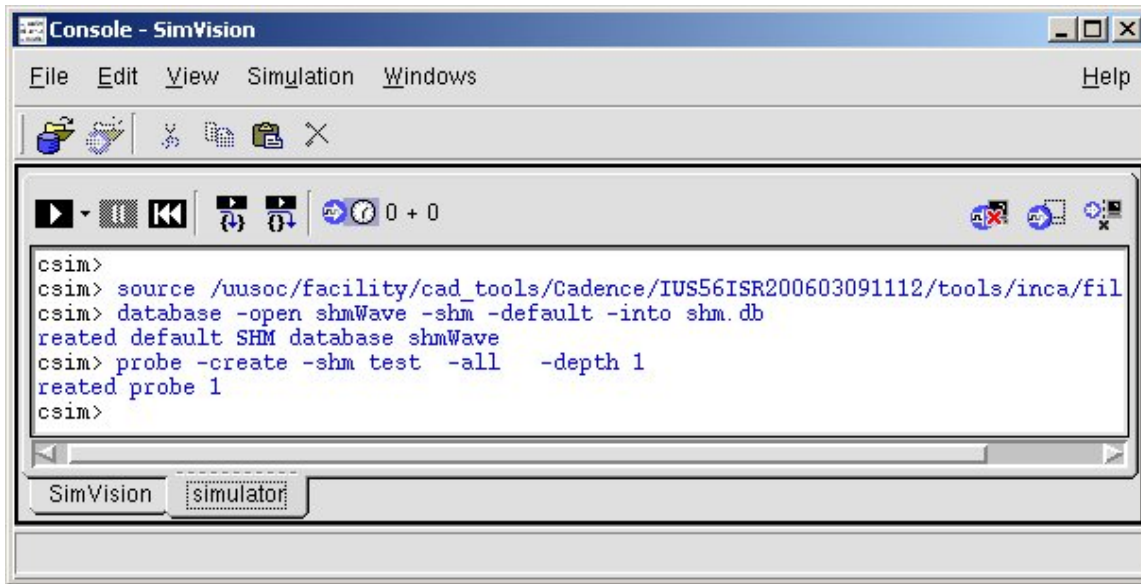 Console - SimVision
File Edit View Simulation Windows Help
0 + 0
csim>
csim> source /uusoc/facility/cad_tools/Cadence/IUS56ISR200603091112/tools/inca/fil
csim> database -open shmWave -shm -default -into shm.db
reated default SHM database shmWave
csim> probe -create -shm test  -all   -depth 1
reated probe 1
csim>
SimVision simulator